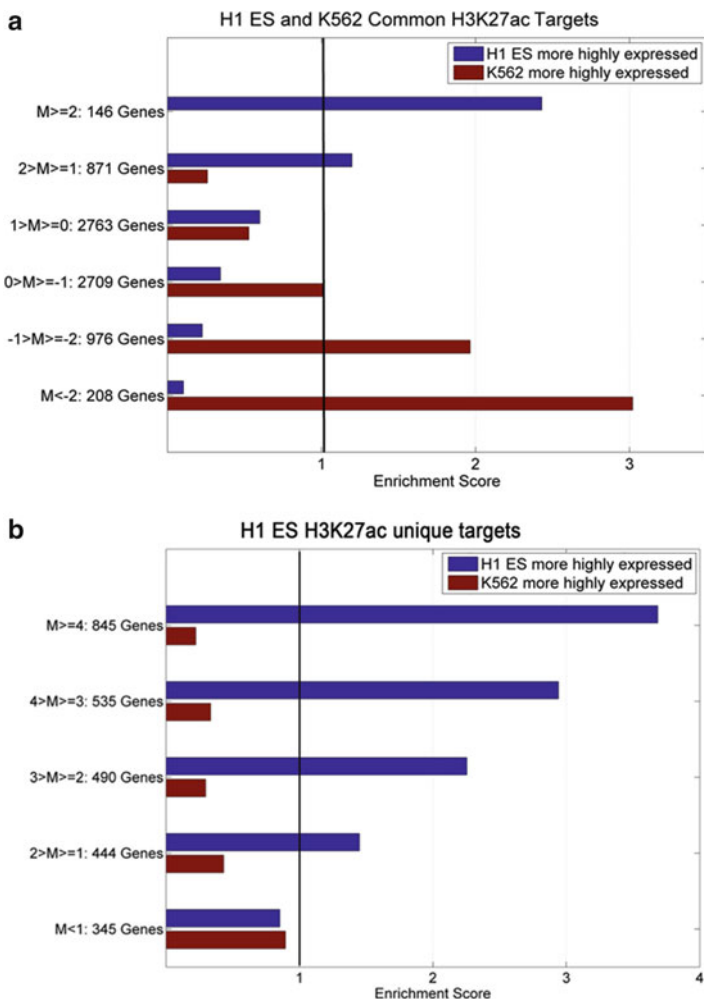 a
H1 ES and K562 Common H3K27ac Targets
H1 ES more highly expressed
K562 more highly expressed
M>=2: 146 Genes
2>M>=1: 871 Genes
1>M>=0: 2763 Genes
0>M>=-1: 2709 Genes
-1>M>=-2: 976 Genes
M<-2: 208 Genes
1 2 3
Enrichment Score
b
H1 ES H3K27ac unique targets
H1 ES more highly expressed
K562 more highly expressed
M>=4: 845 Genes
4>M>=3: 535 Genes
3>M>=2: 490 Genes
2>M>=1: 444 Genes
M<1: 345 Genes
1 2 3 4
Enrichment Score